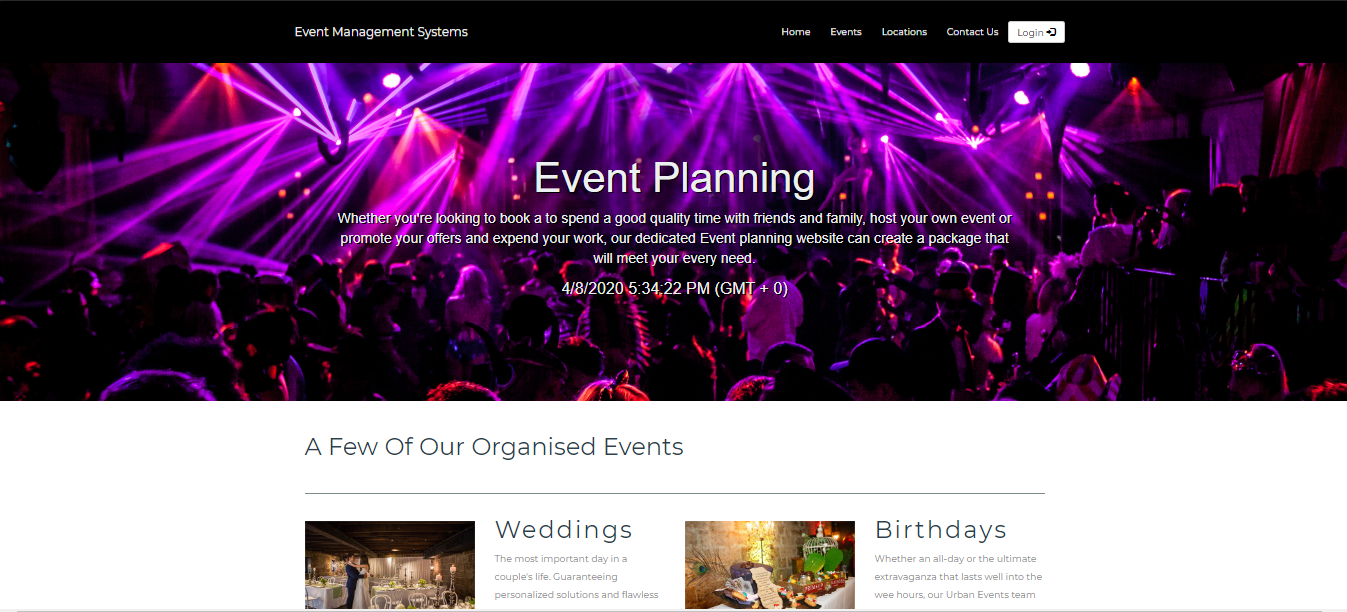 Event Management Systems
Home Events Locations Contact Us Login
Event Planning
Whether you're looking to book a to spend a good quality time with friends and family, host your own event or
promote your offers and expend your work, our dedicated Event planning website can create a package that
will meet your every need.
4/8/2020 5:34:22 PM (GMT + 0)
A Few Of Our Organised Events
Weddings
The most important day in a
couple's life. Guaranteeing
personalized solutions and flawless
Birthdays
Whether an all-day or the ultimate
extravaganza that lasts well into the
wee hours, our Urban Events team